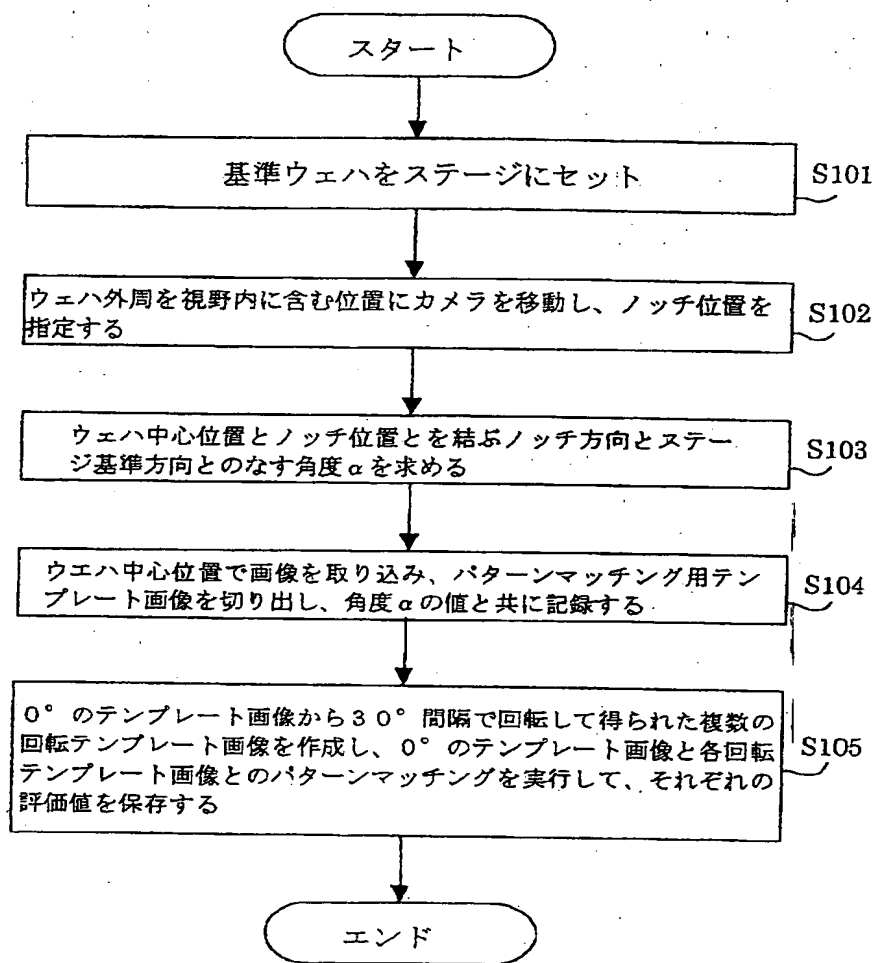 スタート
基準ウェハをステージにセット
S101
ウェハ外周を視野内に含む位置にカメラを移動し、ノッチ位置を
指定する
S102
ウェハ中心位置とノッチ位置とを結ぶノッチ方向とステー
ジ基準方向とのなす角度αを求める
S103
ウエハ中心位置で画像を取り込み、パターンマッチング用テン
プレート画像を切り出し、角度αの値と共に記録する
S104
0°のテンプレート画像から30°間隔で回転して得られた複数の
回転テンプレート画像を作成し、0°のテンプレート画像と各回転
テンプレート画像とのパターンマッチングを実行して、それぞれの
評価値を保存する
S105
エンド